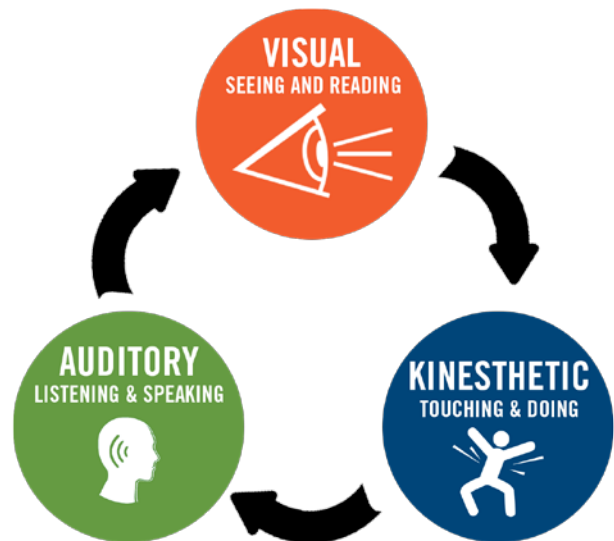 VISUAL
SEEING AND READING
KINESTHETIC
TOUCHING & DOING
AUDITORY
LISTENING & SPEAKING